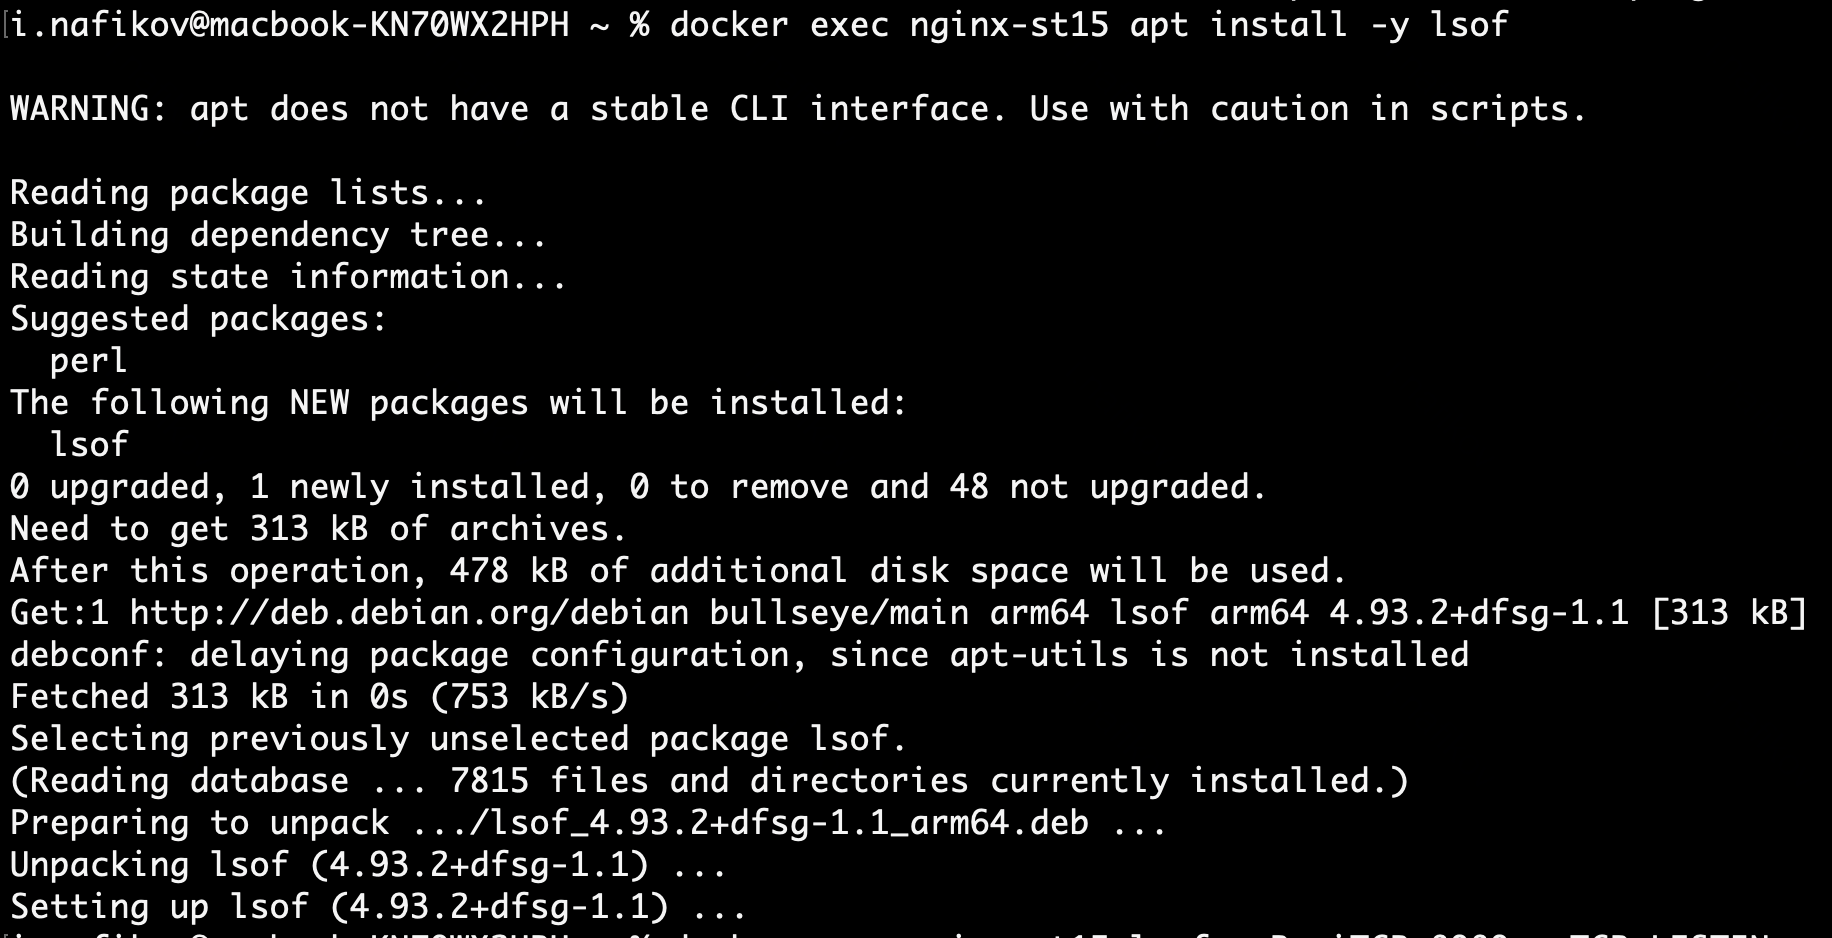 i.nafikov@macbook-KN70WX2HPH ~ % docker exec nginx-st15 apt install -y lsof
WARNING: apt does not have a stable CLI interface. Use with caution in scripts.
Reading package lists...
Building dependency tree...
Reading state information...
Suggested packages:
  perl
The following NEW packages will be installed:
  lsof
0 upgraded, 1 newly installed, 0 to remove and 48 not upgraded.
Need to get 313 kB of archives.
After this operation, 478 kB of additional disk space will be used.
Get:1 http://deb.debian.org/debian bullseye/main arm64 lsof arm64 4.93.2+dfsg-1.1 [313 kB]
debconf: delaying package configuration, since apt-utils is not installed
Fetched 313 kB in 0s (753 kB/s)
Selecting previously unselected package lsof.
(Reading database ... 7815 files and directories currently installed.)
Preparing to unpack .../lsof_4.93.2+dfsg-1.1_arm64.deb ...
Unpacking lsof (4.93.2+dfsg-1.1) ...
Setting up lsof (4.93.2+dfsg-1.1) ...